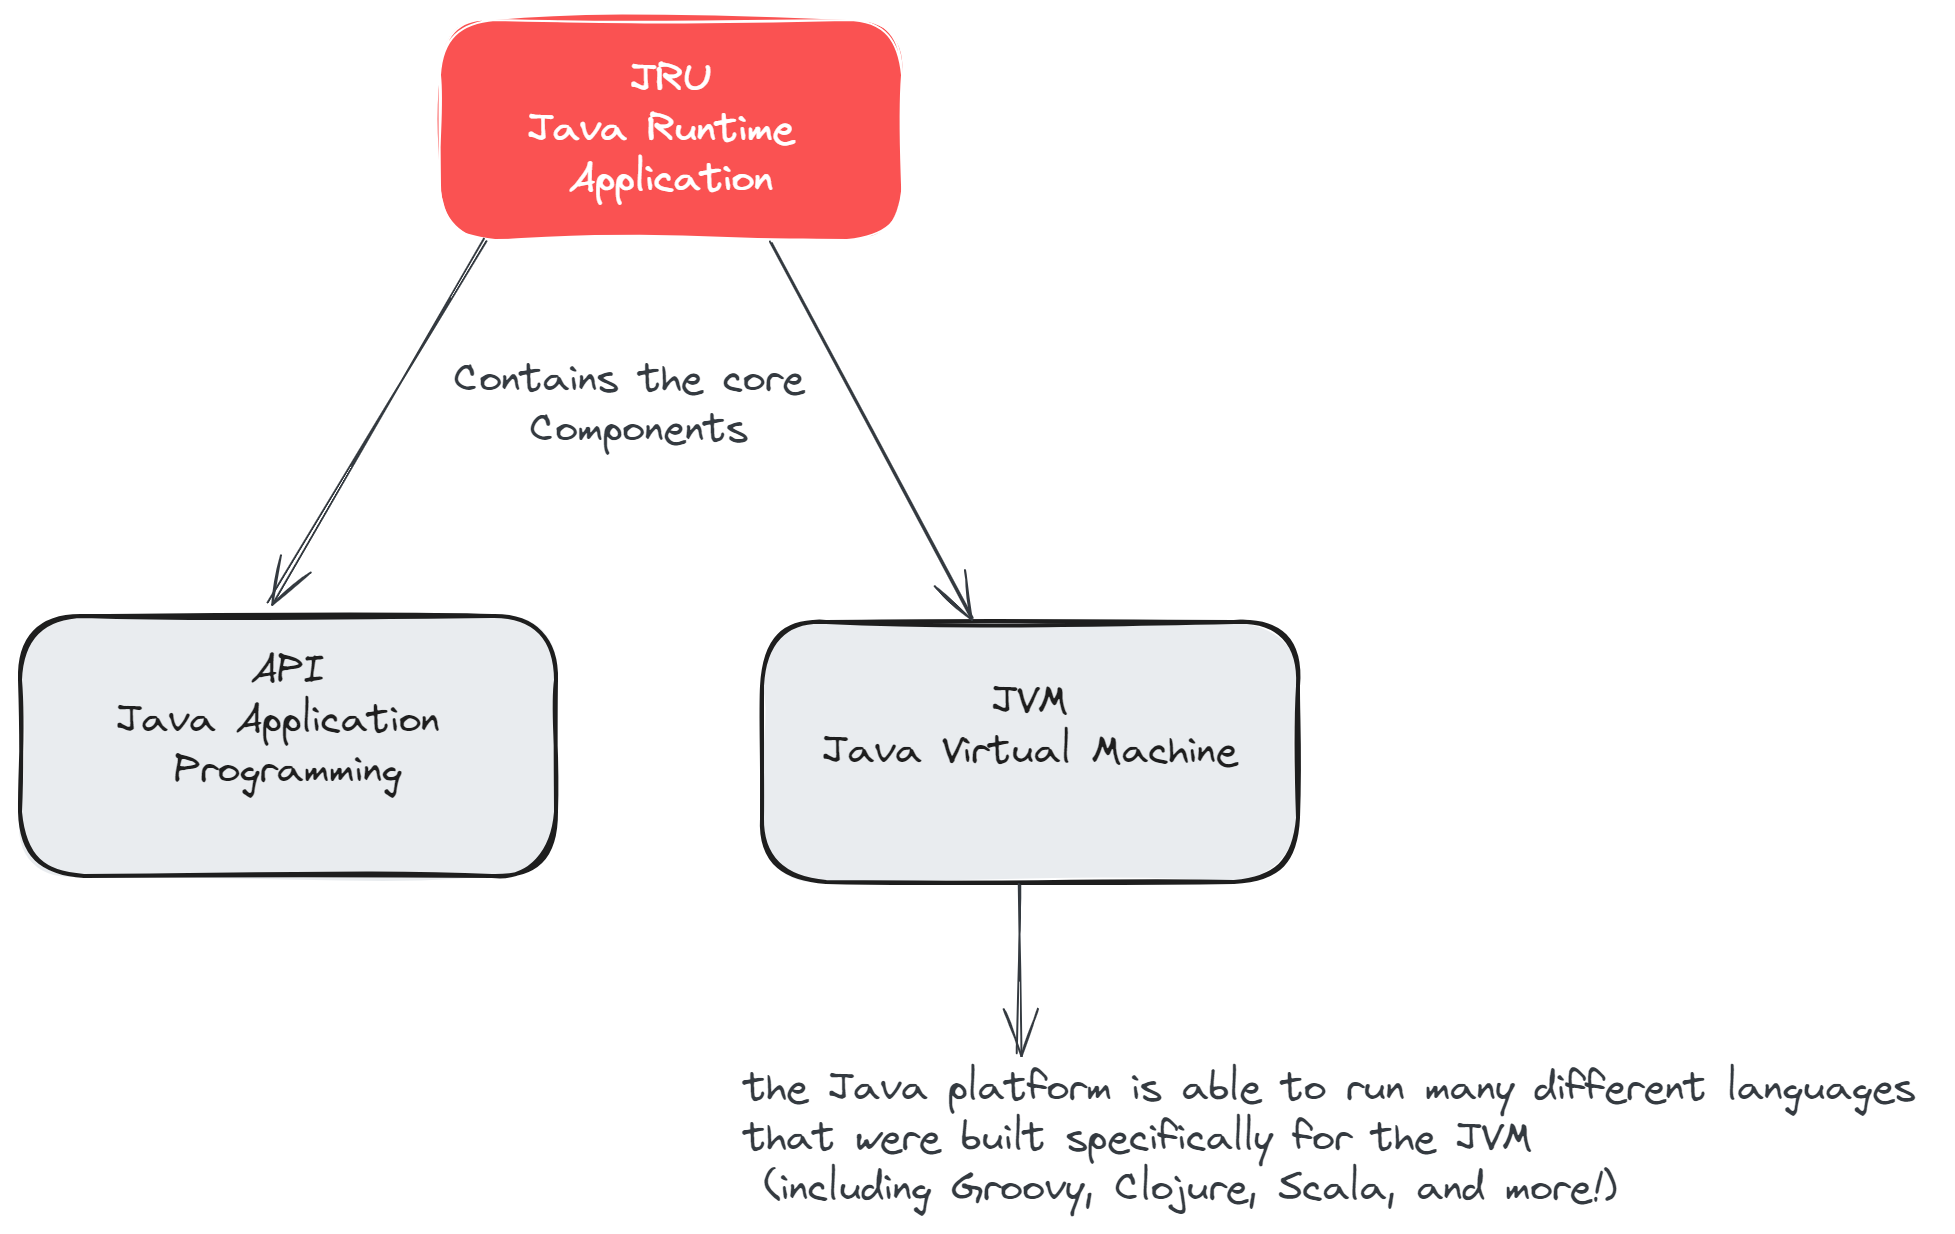 JRU
Java Runtime
Application
Contains the core
Components
API
Java Application
Programming
JVM
Java Virtual Machine
the Java platform is able to run many different languages
that were built specifically for the JVM
(including Groovy, Clojure, Scala, and more!)